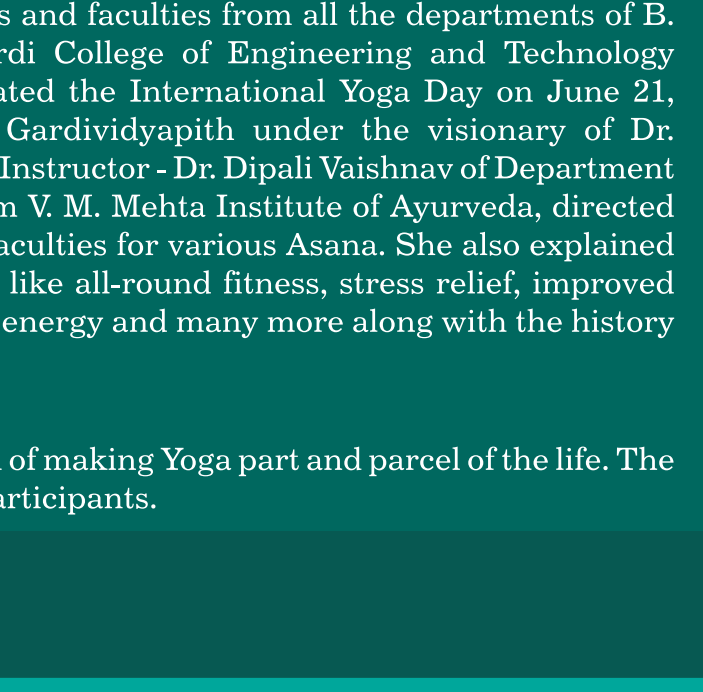 s and faculties from all the departments of B.
rdi College of Engineering and Technology
ated the International Yoga Day on June 21,
Gardividyapith under the visionary of Dr.
Instructor - Dr. Dipali Vaishnav of Department
m V. M. Mehta Institute of Ayurveda, directed
aculties for various Asana. She also explained
like all-round fitness, stress relief, improved
energy and many more along with the history
of making Yoga part and parcel of the life. The
articipants.